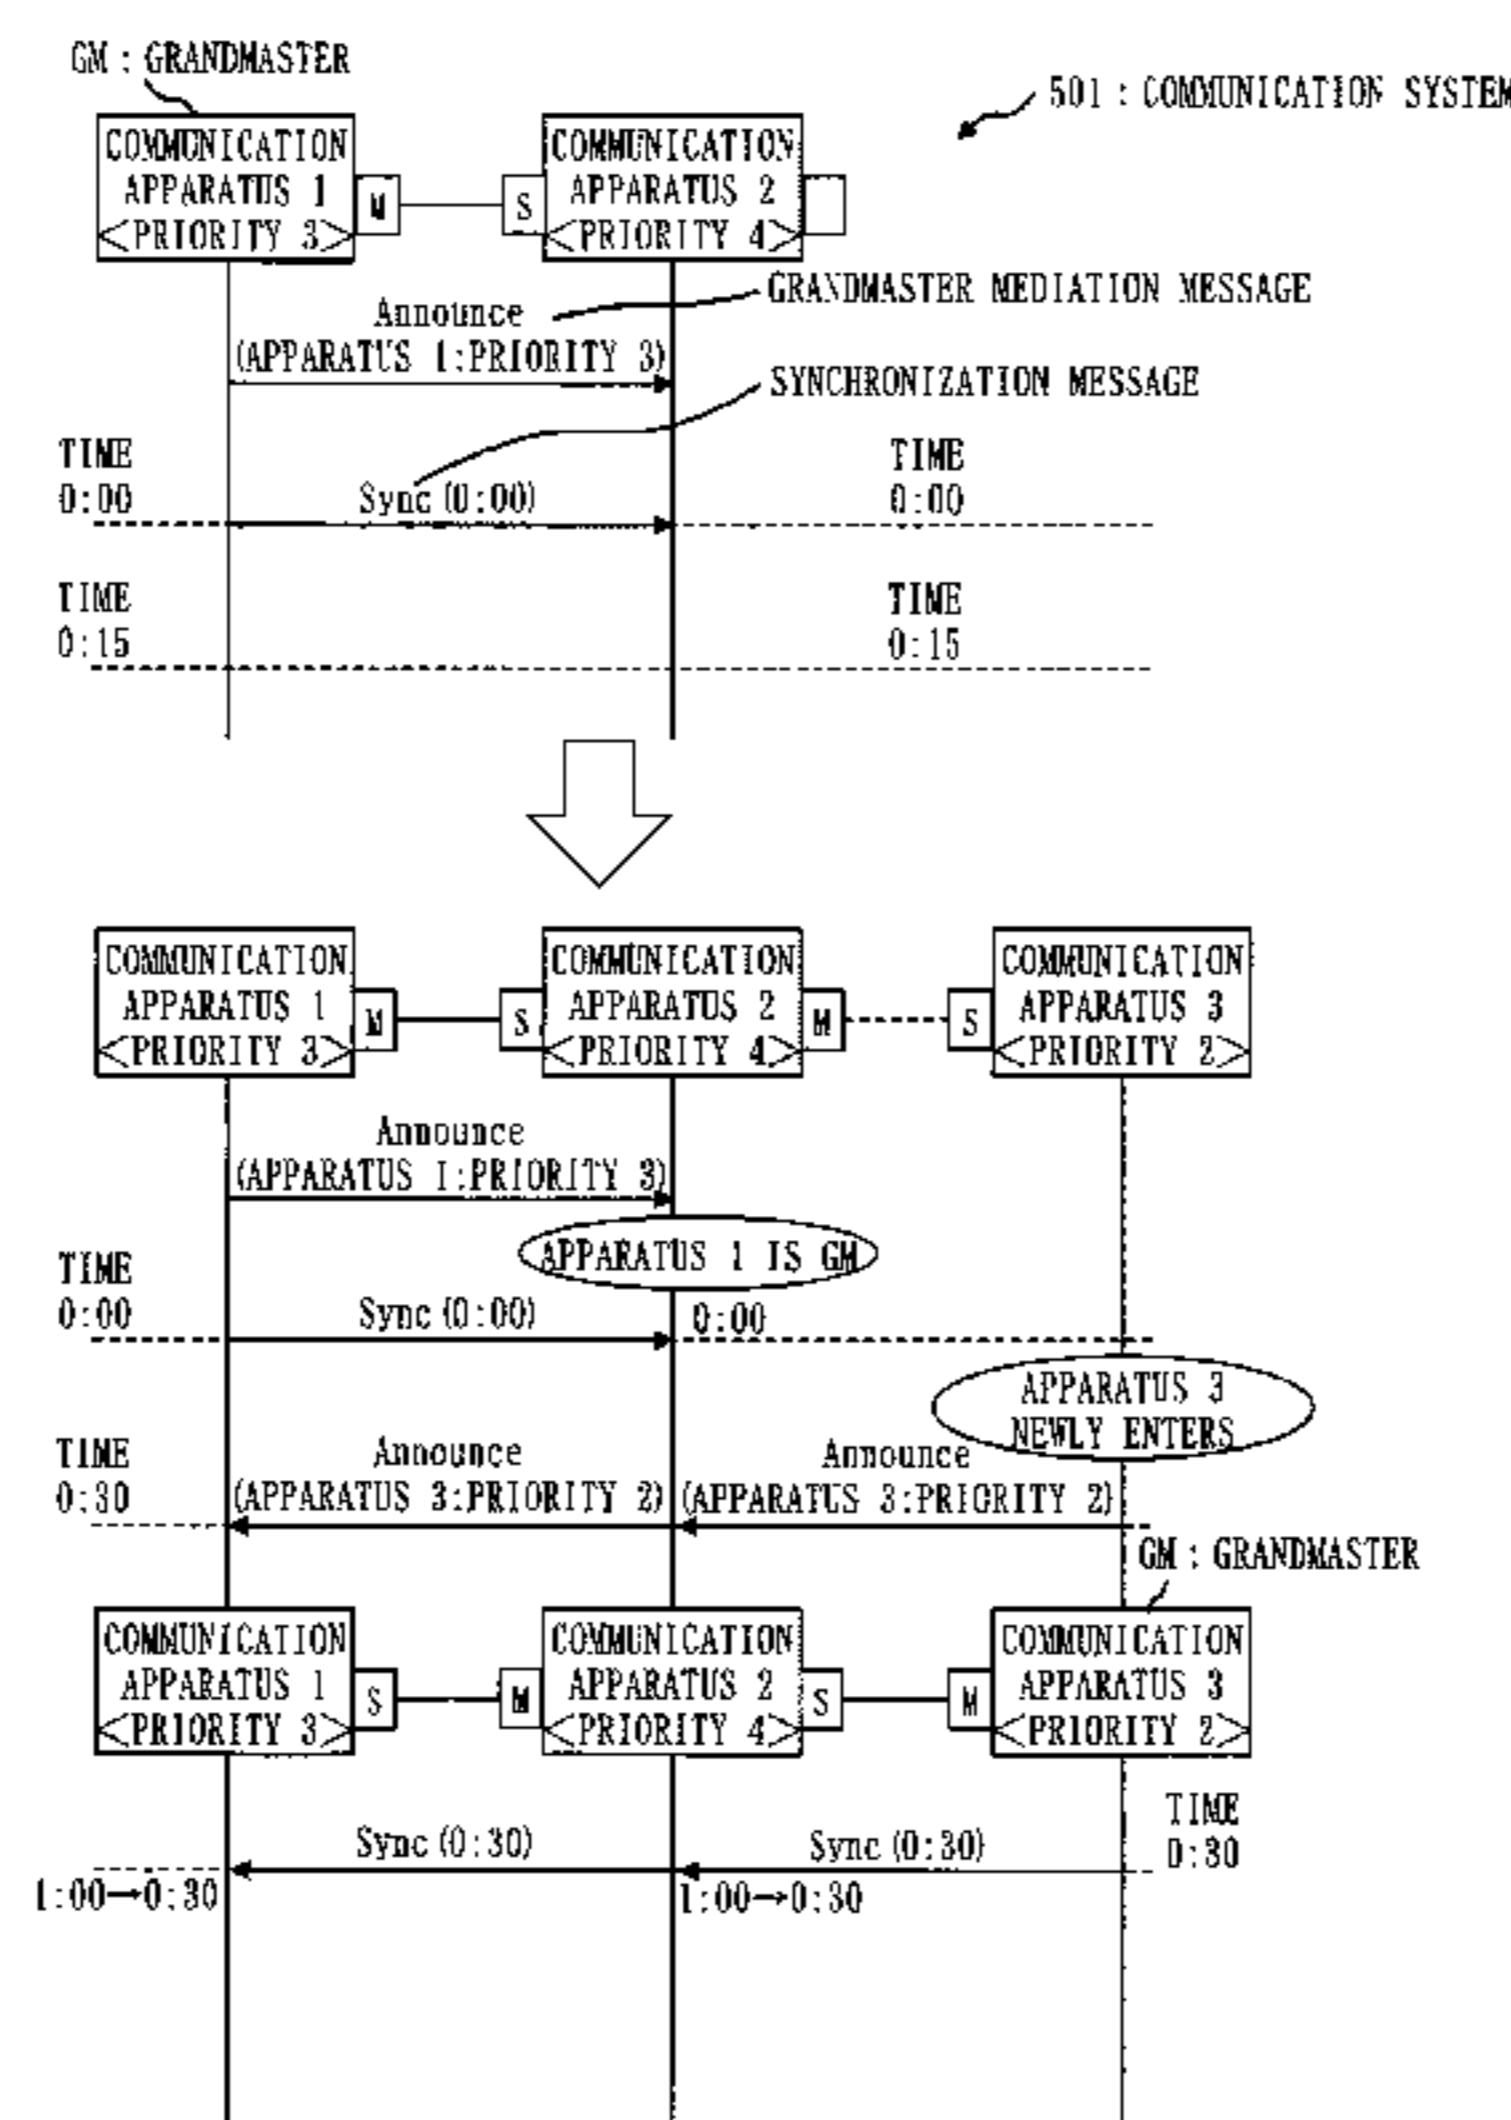 GM : GRANDMASTER
501 : COMMUNICATION SYSTEM
COMMUNICATION
APPARATUS 1
<PRIORITY 3>
M
S
COMMUNICATION
APPARATUS 2
<PRIORITY 4>
GRANDMASTER MEDIATION MESSAGE
Announce
(APPARATUS 1:PRIORITY 3)
SYNCHRONIZATION MESSAGE
TIME
0:00
Sync (0:00)
TIME
0:00
TIME
0:15
TIME
0:15
COMMUNICATION
APPARATUS 1
<PRIORITY 3>
M
S
COMMUNICATION
APPARATUS 2
<PRIORITY 4>
M
S
COMMUNICATION
APPARATUS 3
<PRIORITY 2>
Announce
(APPARATUS 1:PRIORITY 3)
APPARATUS 1 IS GM
TIME
0:00
Sync (0:00)
0:00
APPARATUS 3
NEWLY ENTERS
TIME
0:30
Announce
(APPARATUS 3:PRIORITY 2)
Announce
(APPARATUS 3:PRIORITY 2)
GM : GRANDMASTER
COMMUNICATION
APPARATUS 1
<PRIORITY 3>
S
M
COMMUNICATION
APPARATUS 2
<PRIORITY 4>
S
M
COMMUNICATION
APPARATUS 3
<PRIORITY 2>
TIME
0:30
Sync (0:30)
Sync (0:30)
1:00→0:30
1:00→0:30